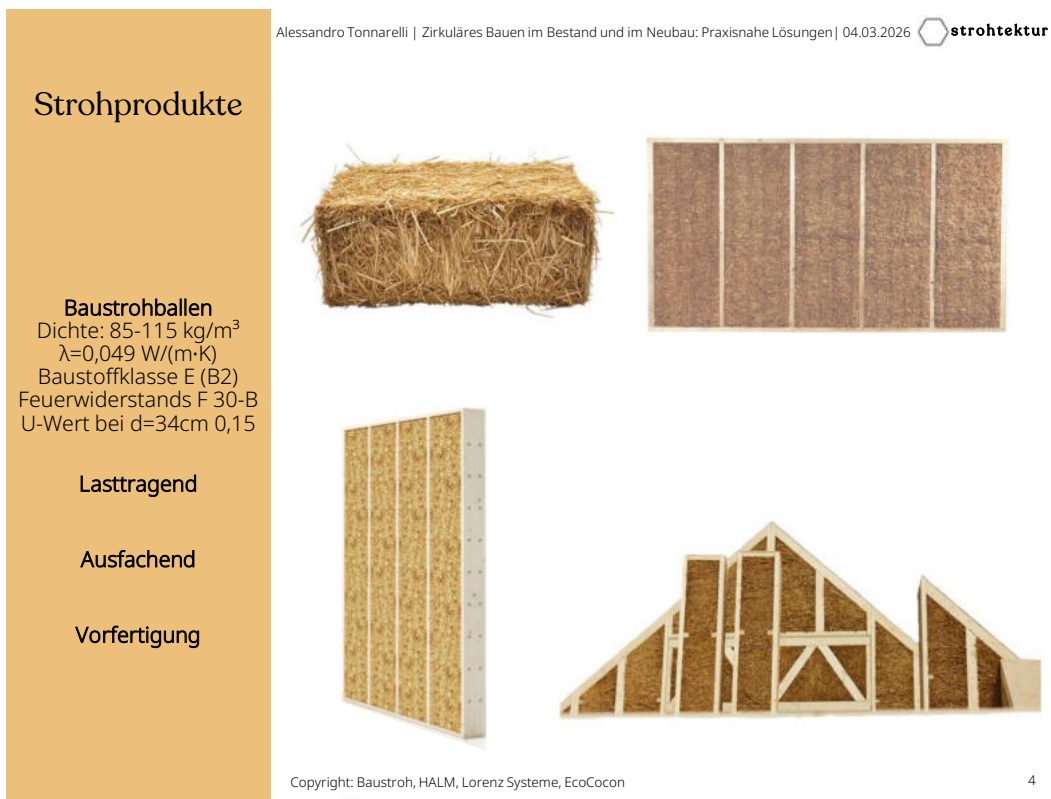 Alessandro Tonnarelli | Zirkuläres Bauen im Bestand und im Neubau: Praxisnahe Lösungen| 04.03.2026
strohtektur
Strohprodukte
Baustrohballen
Dichte: 85-115 kg/m³
λ=0,049 W/(m·K)
Baustoffklasse E (B2)
Feuerwiderstands F 30-B
U-Wert bei d=34cm 0,15
Lasttragend
Ausfachend
Vorfertigung
Copyright: Baustroh, HALM, Lorenz Systeme, EcoCocon
4